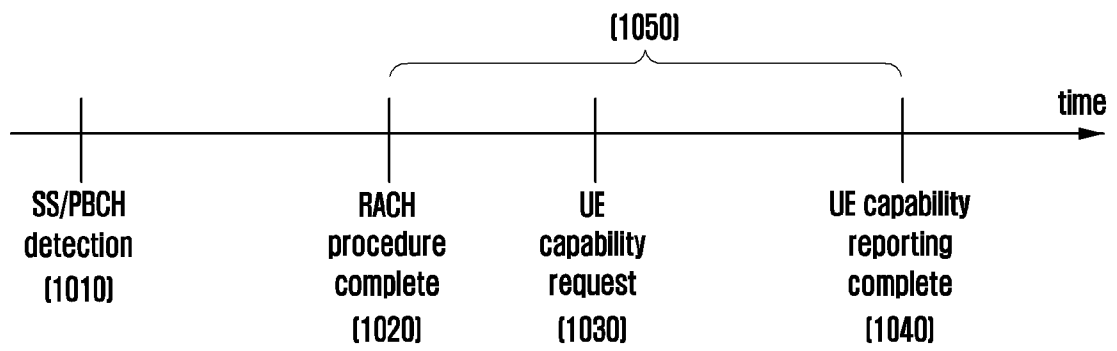 (1050)
time
SS/PBCH
detection
(1010)
RACH
procedure
complete
(1020)
UE
capability
request
(1030)
UE capability
reporting
complete
(1040)